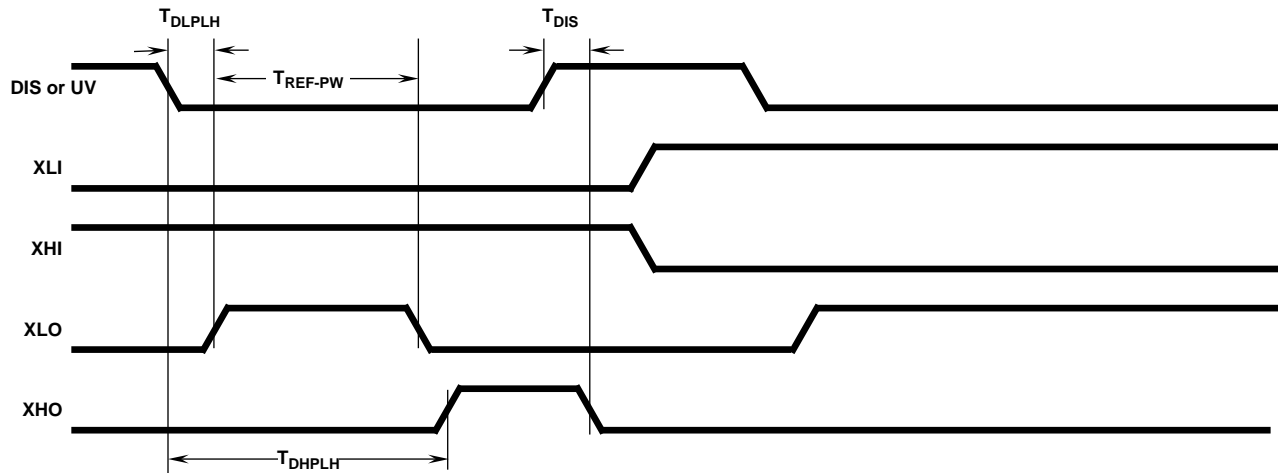 TDLPLH
TDIS
DIS or UV
TREF-PW
XLI
XHI
XLO
XHO
TDHPLH